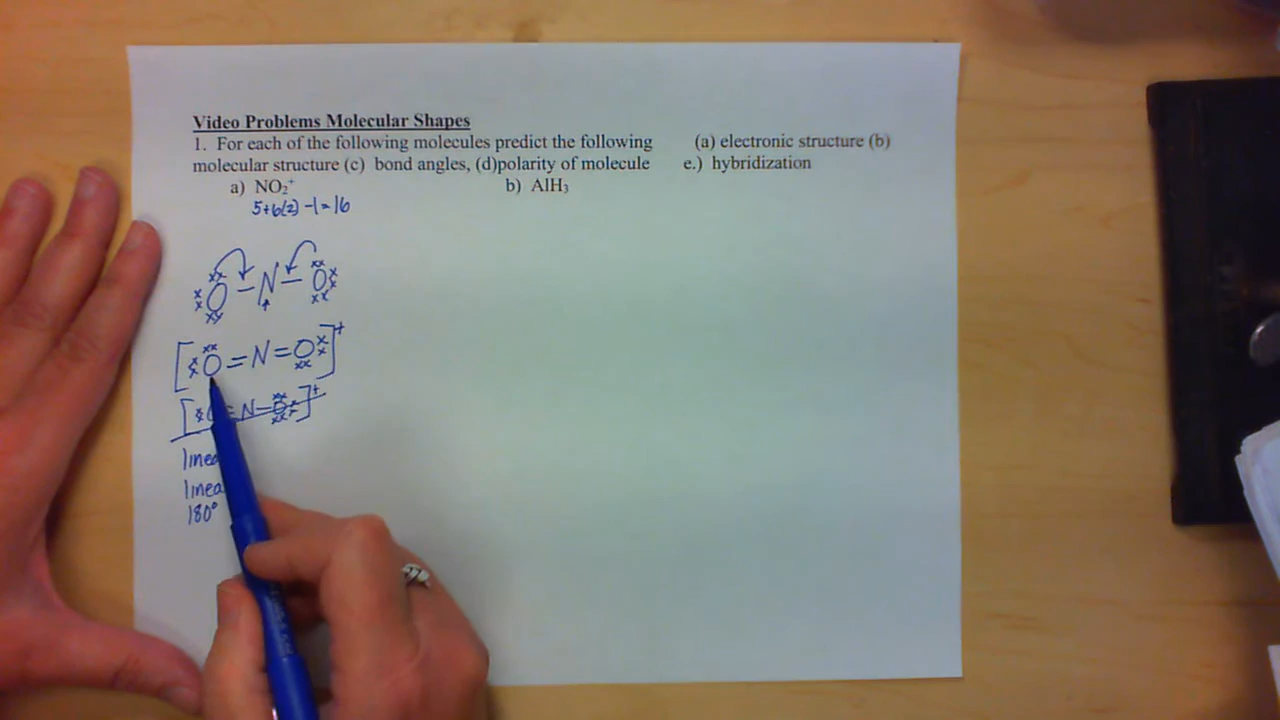 Video Problems Molecular Shapes
1. For each of the following molecules predict the following (a) electronic structure (b)
molecular structure (c) bond angles, (d)polarity of molecule e.) hybridization
a) NO₂⁺ b) AlH₃
5+6(2)-1=16
O-N-O
[O=N=O]⁺
N-O]⁺
180°